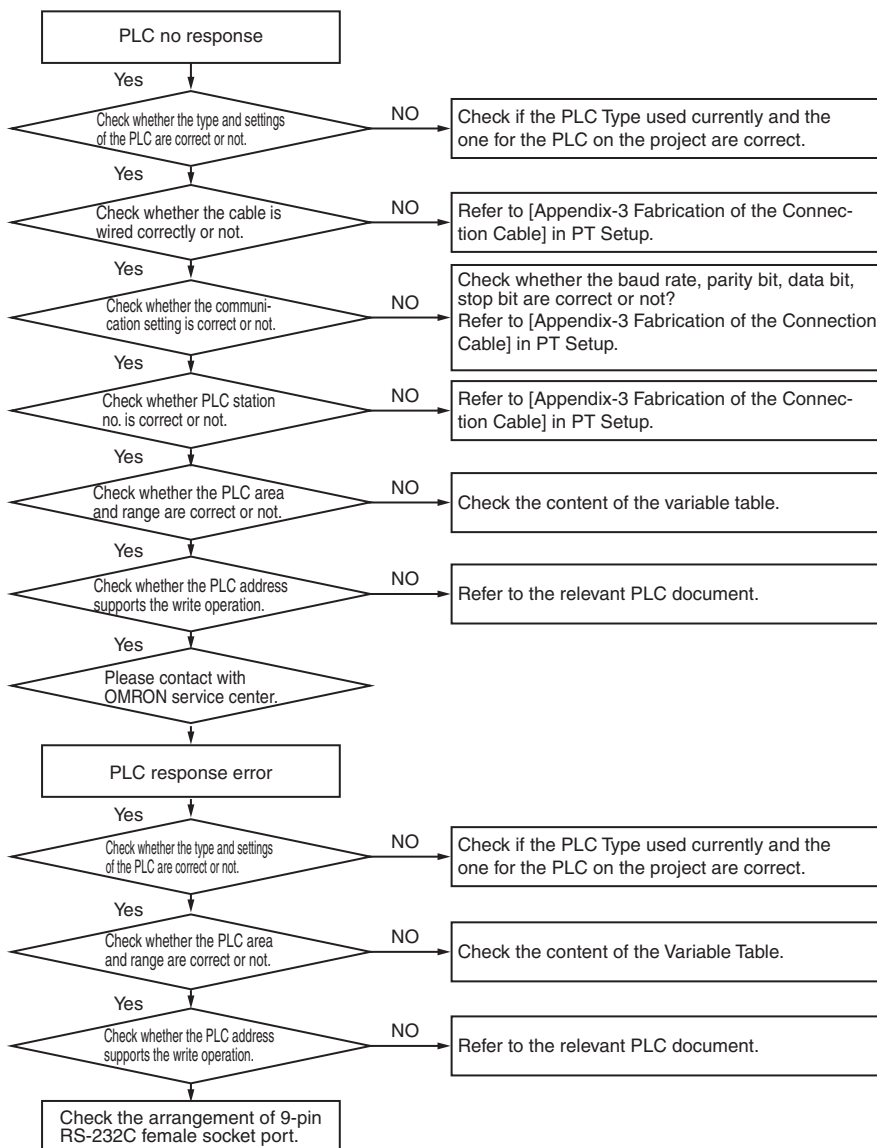 PLC no response
Yes
Check whether the type and settings
of the PLC are correct or not.
NO
Check if the PLC Type used currently and the
one for the PLC on the project are correct.
Yes
Check whether the cable is
wired correctly or not.
NO
Refer to [Appendix-3 Fabrication of the Connec-
tion Cable] in PT Setup.
Yes
Check whether the communi-
cation setting is correct or not.
NO
Check whether the baud rate, parity bit, data bit,
stop bit are correct or not?
Refer to [Appendix-3 Fabrication of the Connection
Cable] in PT Setup.
Yes
Check whether PLC station
no. is correct or not.
NO
Refer to [Appendix-3 Fabrication of the Connec-
tion Cable] in PT Setup.
Yes
Check whether the PLC area
and range are correct or not.
NO
Check the content of the variable table.
Yes
Check whether the PLC address
supports the write operation.
NO
Refer to the relevant PLC document.
Yes
Please contact with
OMRON service center.
PLC response error
Yes
Check whether the type and settings
of the PLC are correct or not.
NO
Check if the PLC Type used currently and the
one for the PLC on the project are correct.
Yes
Check whether the PLC area
and range are correct or not.
NO
Check the content of the Variable Table.
Yes
Check whether the PLC address
supports the write operation.
NO
Refer to the relevant PLC document.
Check the arrangement of 9-pin
RS-232C female socket port.